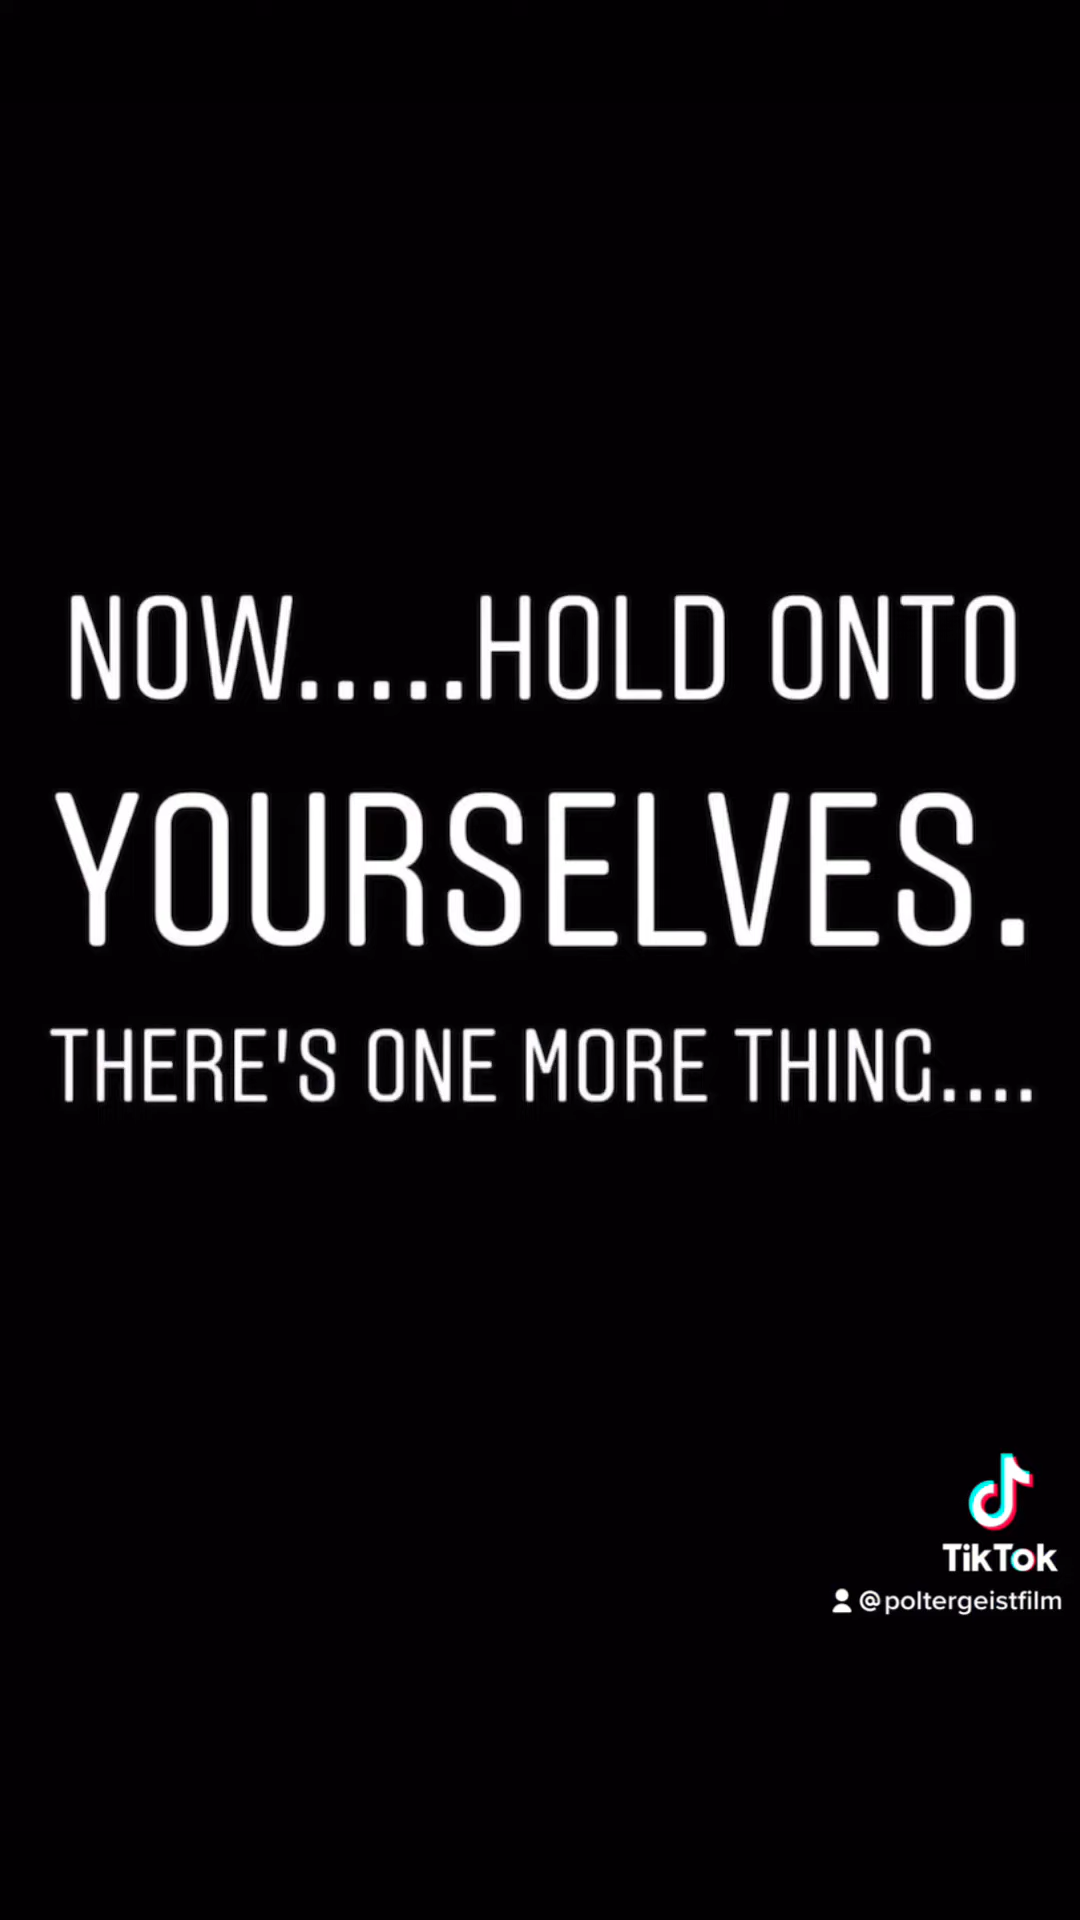 NOW.....HOLD ONTO
YOURSELVES.
THERE'S ONE MORE THING....
TikTok
@poltergeistfilm